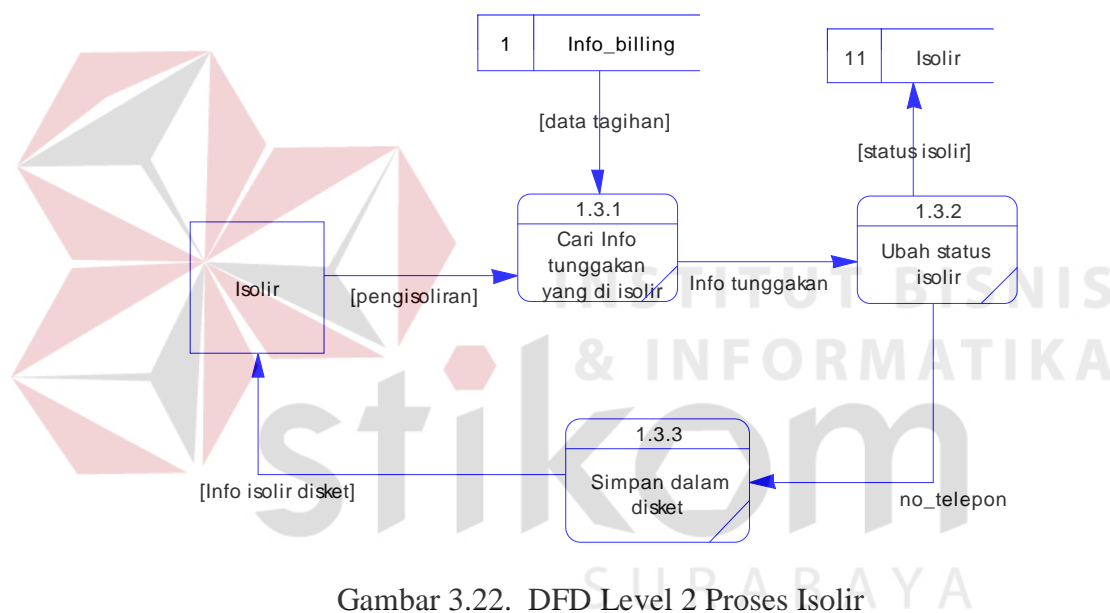 1 Info_billing
11 Isolir
[data tagihan]
[status isolir]
1.3.1
Cari Info
tunggakan
yang di isolir
1.3.2
Ubah status
isolir
Isolir
[pengisoliran]
Info tunggakan
INSTITUT BISNIS
& INFORMATIKA
stikom
1.3.3
Simpan dalam
disket
[Info isolir disket]
no_telepon
SURABAYA
Gambar 3.22. DFD Level 2 Proses Isolir